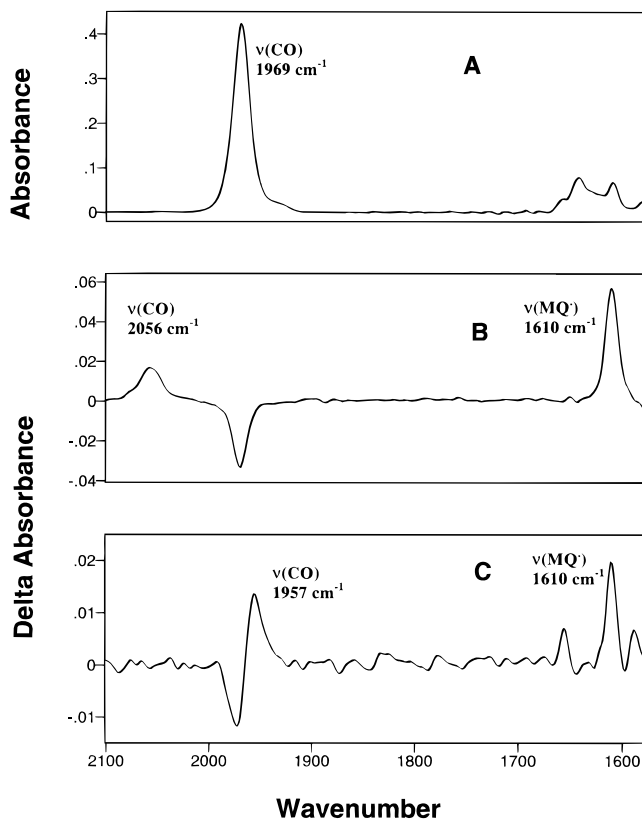 Absorbance
.4
.3
.2
.1
0
ν(CO)
1969 cm-1
A
Delta Absorbance
.06
.04
.02
0
-.02
-.04
ν(CO)
2056 cm-1
B
ν(MQ·)
1610 cm-1
0.02
0.01
0
-.01
ν(CO)
1957 cm-1
C
ν(MQ·)
1610 cm-1
2100
2000
1900
1800
1700
1600
Wavenumber